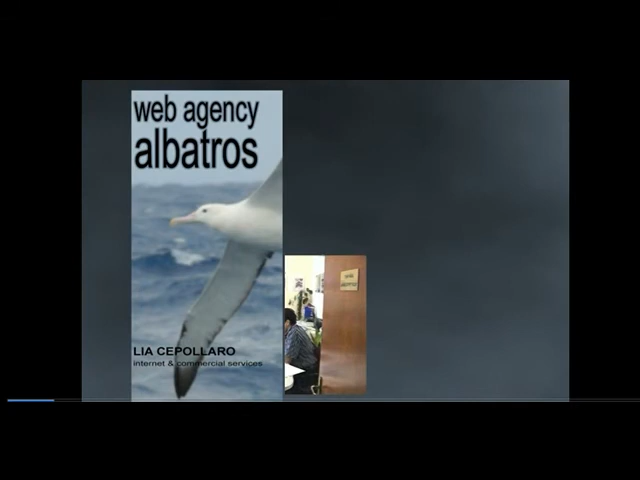 web agency
albatros
LIA CEPOLLARO
internet & commercial services